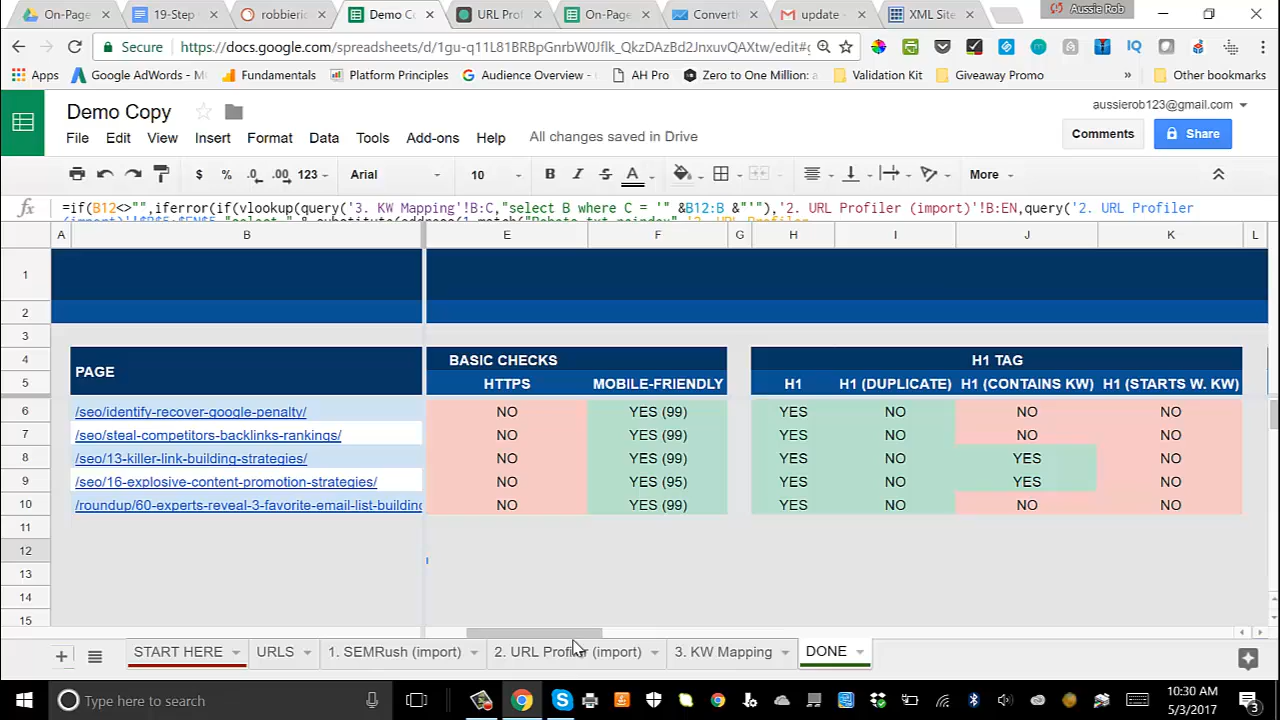 On-Page
19-Step
robbieric
Demo Co
URL Prof
On-Page
Converti
update
XML Site
Aussie Rob
Secure
https://docs.google.com/spreadsheets/d/1gu-q11L81BRBpGnrbW0Jflk_QkzDAzBd2JnxuvQAXtw/edit#g
Apps
Google AdWords - Mo
Fundamentals
Platform Principles
Audience Overview -
AH Pro
Zero to One Million: a
Validation Kit
Giveaway Promo
»
Other bookmarks
Demo Copy
aussierob123@gmail.com
File Edit View Insert Format Data Tools Add-ons Help
All changes saved in Drive
Comments
Share
$ % .0 .00 123
Arial
10
B I S A
More
fx
=if(B12<>"",iferror(if(vlookup(query('3. KW Mapping'!B:C,"select B where C = '" &B12:B &"'"),'2. URL Profiler (import)'!B:EN,query('2. URL Profiler
A B E F G H I J K L
1
2
3
4 BASIC CHECKS H1 TAG
PAGE
5 HTTPS MOBILE-FRIENDLY H1 H1 (DUPLICATE) H1 (CONTAINS KW) H1 (STARTS W. KW)
6 /seo/identify-recover-google-penalty/ NO YES (99) YES NO NO NO
7 /seo/steal-competitors-backlinks-rankings/ NO YES (99) YES NO NO NO
8 /seo/13-killer-link-building-strategies/ NO YES (99) YES NO YES NO
9 /seo/16-explosive-content-promotion-strategies/ NO YES (95) YES NO YES NO
10 /roundup/60-experts-reveal-3-favorite-email-list-building NO YES (99) YES NO NO NO
11
12
13
14
15
START HERE
URLS
1. SEMRush (import)
2. URL Profiler (import)
3. KW Mapping
DONE
Type here to search
10:30 AM
5/3/2017
3